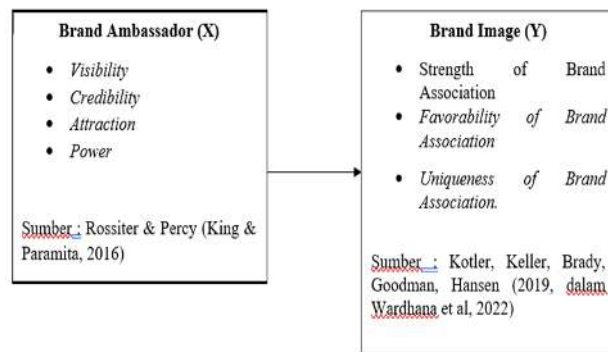 Brand Ambassador (X)
• Visibility
• Credibility
• Attraction
• Power
Sumber : Rossiter & Percy (King &
Paramita, 2016)
Brand Image (Y)
• Strength of Brand
Association
• Favorability of Brand
Association
• Uniqueness of Brand
Association.
Sumber : Kotler, Keller, Brady,
Goodman, Hansen (2019, dalam
Wardhana et al, 2022)